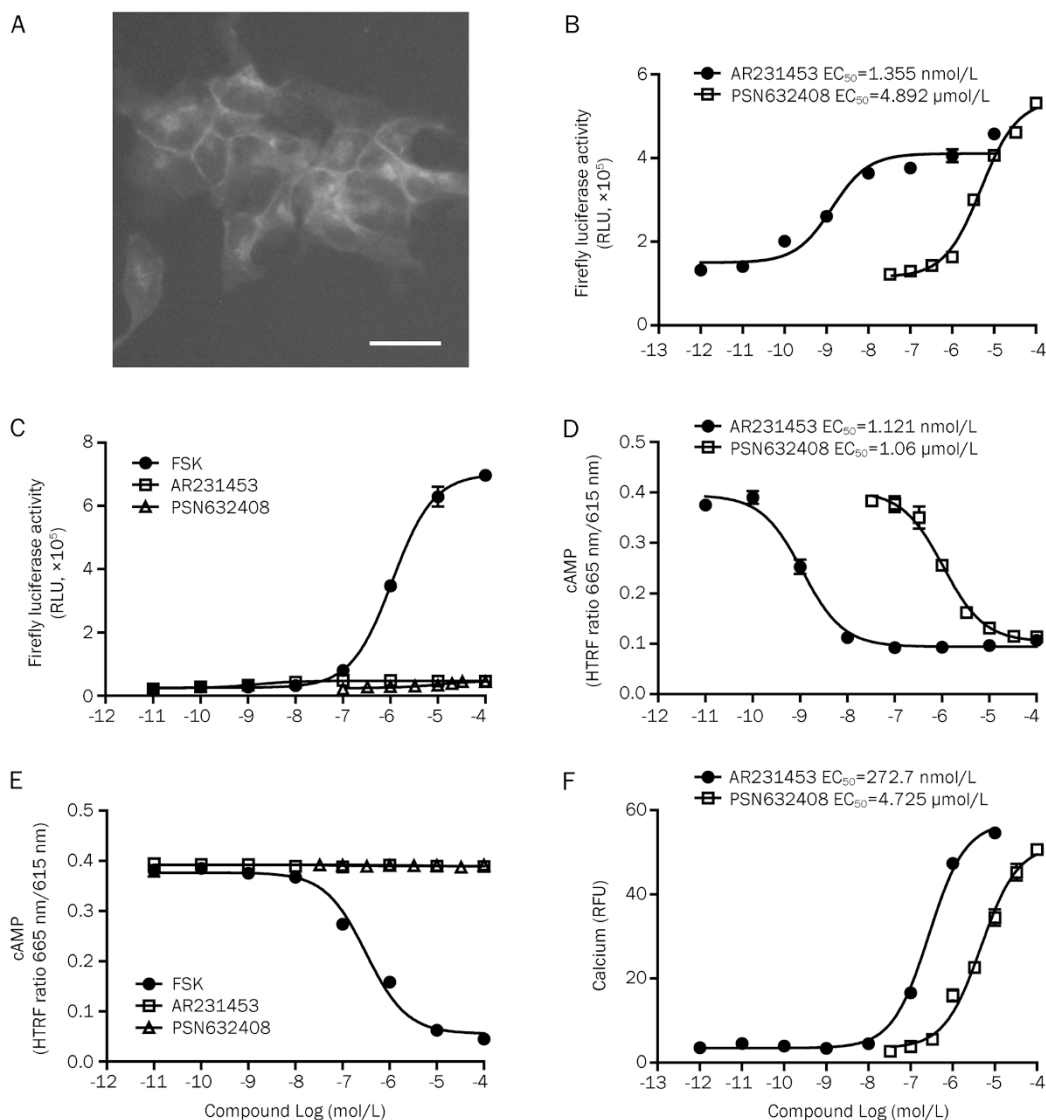 A
B
AR231453 EC₅₀=1.355 nmol/L
PSN632408 EC₅₀=4.892 µmol/L
Firefly luciferase activity
(RLU, ×10⁵)
6
4
2
0
-13 -12 -11 -10 -9 -8 -7 -6 -5 -4
C
FSK
AR231453
PSN632408
Firefly luciferase activity
(RLU, ×10⁵)
8
6
4
2
0
-12 -11 -10 -9 -8 -7 -6 -5 -4
D
AR231453 EC₅₀=1.121 nmol/L
PSN632408 EC₅₀=1.06 µmol/L
cAMP
(HTRF ratio 665 nm/615 nm)
0.5
0.4
0.3
0.2
0.1
0.0
-12 -11 -10 -9 -8 -7 -6 -5 -4
E
cAMP
(HTRF ratio 665 nm/615 nm)
0.5
0.4
0.3
0.2
0.1
0.0
FSK
AR231453
PSN632408
-12 -11 -10 -9 -8 -7 -6 -5 -4
Compound Log (mol/L)
F
AR231453 EC₅₀=272.7 nmol/L
PSN632408 EC₅₀=4.725 µmol/L
Calcium (RFU)
60
40
20
0
-13 -12 -11 -10 -9 -8 -7 -6 -5 -4
Compound Log (mol/L)